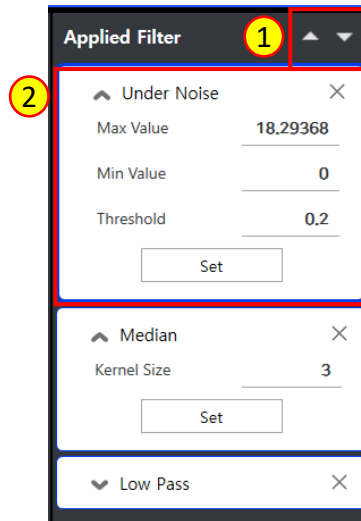 Applied Filter
1
2
Under Noise
Max Value 18.29368
Min Value 0
Threshold 0.2
Set
Median
Kernel Size 3
Set
Low Pass